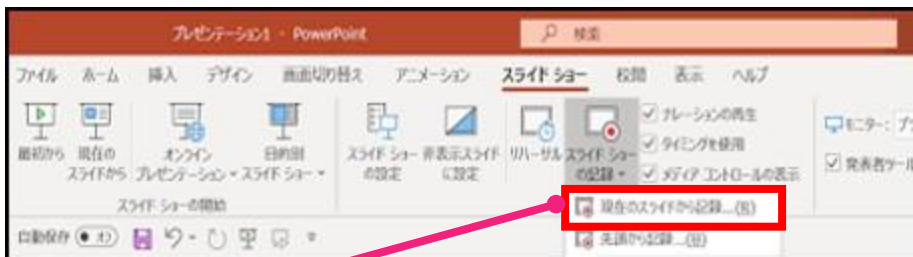 プレゼンテーション1 - PowerPoint
検索
ファイル ホーム 挿入 デザイン 画面切り替え アニメーション スライド ショー 校閲 表示 ヘルプ
最初から
現在の
スライドから
オンライン
プレゼンテーション
目的別
スライド ショー
スライド ショー
の設定
非表示スライド
に設定
リハーサル
スライド ショー
の記録
ナレーションの再生
タイミングを使用
メディア コントロールの表示
モニター:
発表者ツール
スライド ショーの開始
現在のスライドから記録...(R)
自動保存
オフ
先頭から記録...(B)